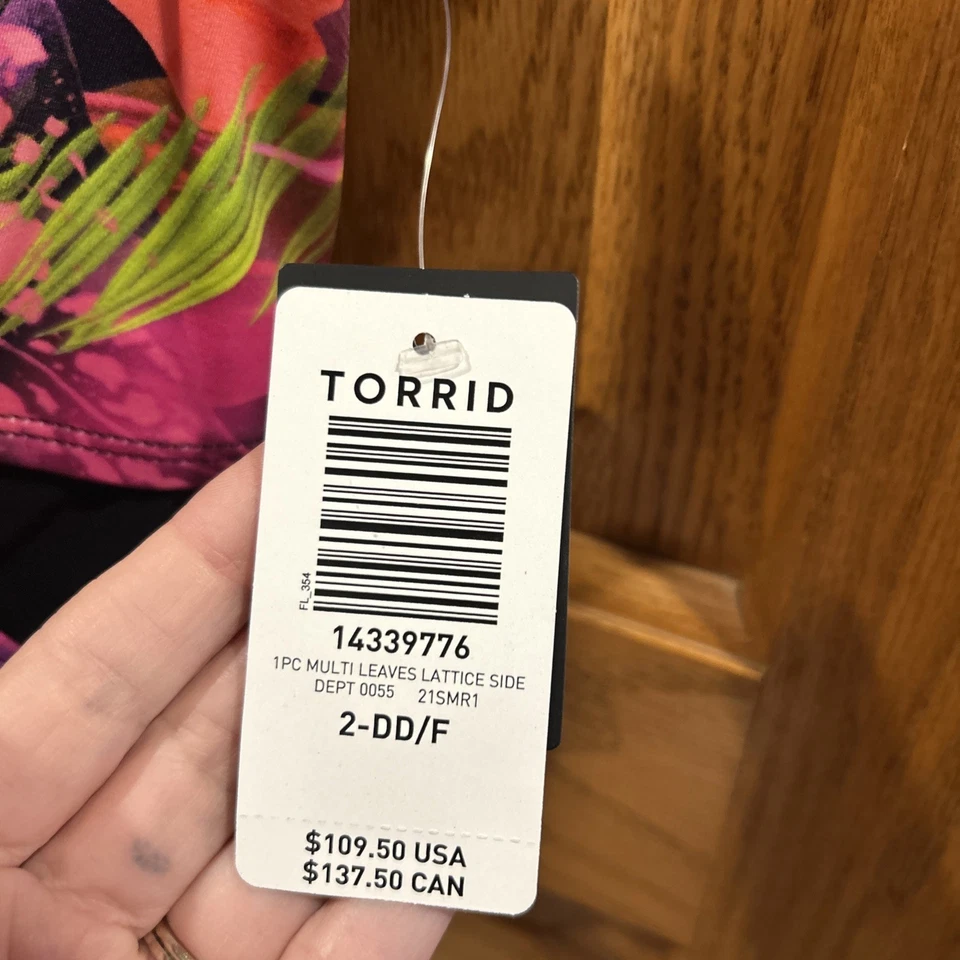 TORRID
FL_354
14339776
1PC MULTI LEAVES LATTICE SIDE
DEPT 0055 21SMR1
2-DD/F
$109.50 USA
$137.50 CAN